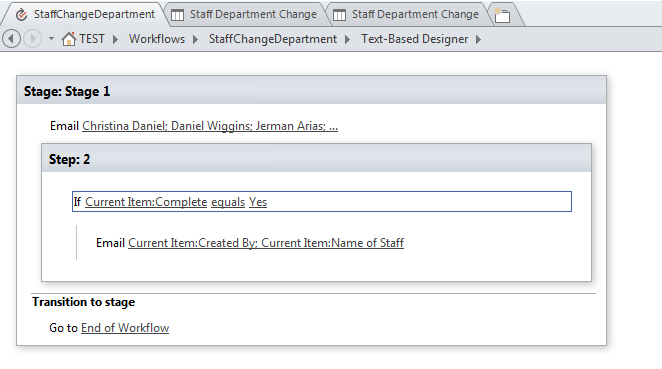 StaffChangeDepartment Staff Department Change Staff Department Change
TEST Workflows StaffChangeDepartment Text-Based Designer
Stage: Stage 1
Email Christina Daniel; Daniel Wiggins; Jerman Arias; ...
Step: 2
If Current Item:Complete equals Yes
Email Current Item:Created By; Current Item:Name of Staff
Transition to stage
Go to End of Workflow